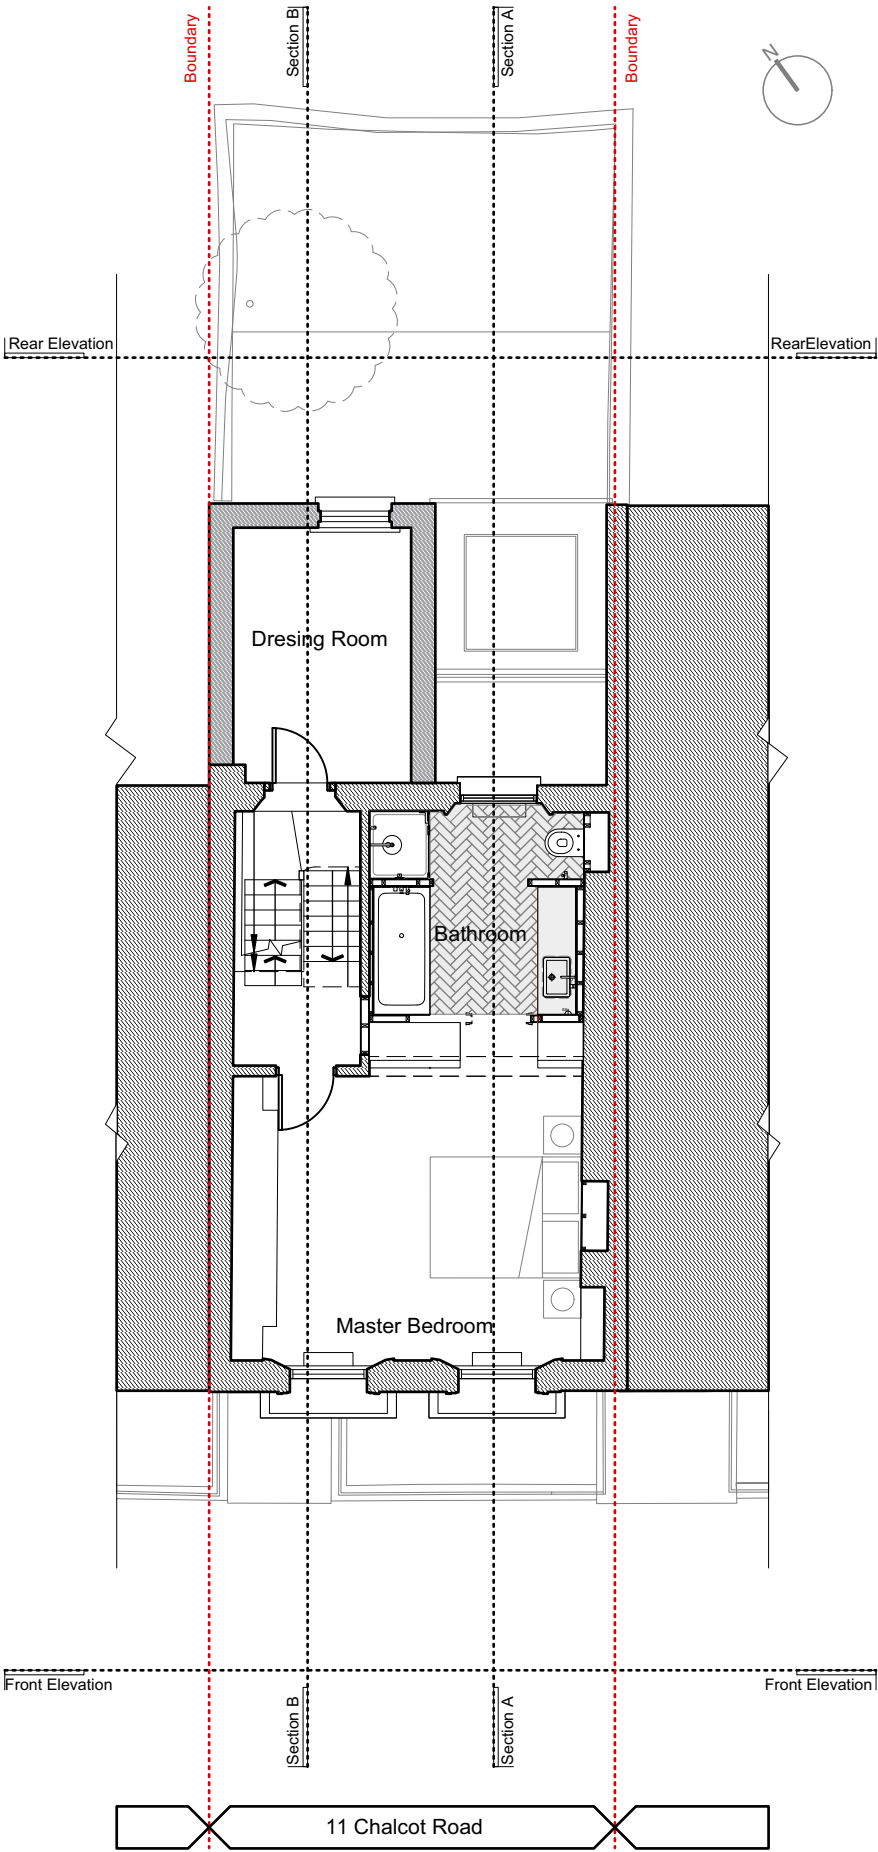 Boundary
Section B
Section A
Boundary
N
Rear Elevation
RearElevation
Dresing Room
Bathroom
Master Bedroom
Front Elevation
Front Elevation
Section B
Section A
11 Chalcot Road